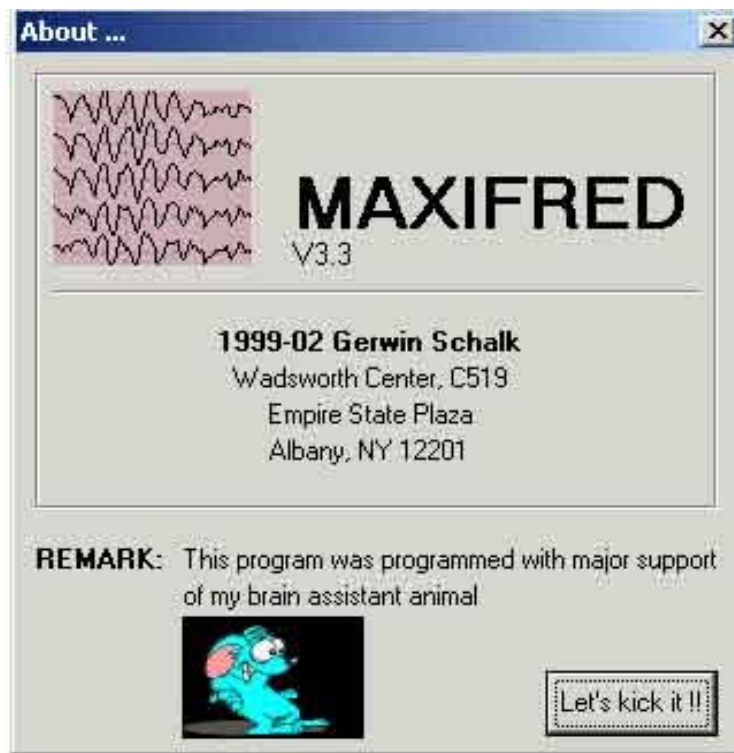 About ...
MAXIFRED
V3.3
1999-02 Gerwin Schalk
Wadsworth Center, C519
Empire State Plaza
Albany, NY 12201
REMARK: This program was programmed with major support
of my brain assistant animal
Let's kick it !!